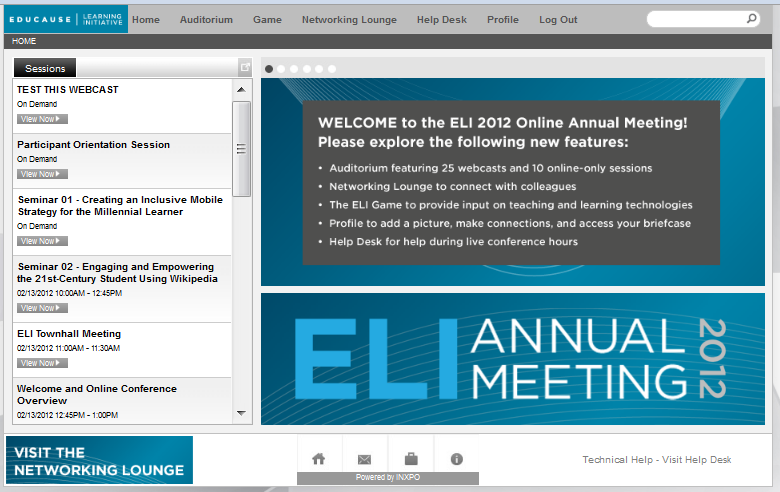 EDUCAUSE | LEARNING INITIATIVE
Home Auditorium Game Networking Lounge Help Desk Profile Log Out
HOME
Sessions
TEST THIS WEBCAST
On Demand
View Now
Participant Orientation Session
On Demand
View Now
Seminar 01 - Creating an Inclusive Mobile
Strategy for the Millennial Learner
On Demand
View Now
Seminar 02 - Engaging and Empowering
the 21st-Century Student Using Wikipedia
02/13/2012 10:00AM - 12:45PM
View Now
ELI Townhall Meeting
02/13/2012 11:00AM - 11:30AM
View Now
Welcome and Online Conference
Overview
02/13/2012 12:45PM - 1:00PM
WELCOME to the ELI 2012 Online Annual Meeting!
Please explore the following new features:
• Auditorium featuring 25 webcasts and 10 online-only sessions
• Networking Lounge to connect with colleagues
• The ELI Game to provide input on teaching and learning technologies
• Profile to add a picture, make connections, and access your briefcase
• Help Desk for help during live conference hours
ELI ANNUAL
MEETING 2012
VISIT THE
NETWORKING LOUNGE
Powered by INXPO
Technical Help - Visit Help Desk